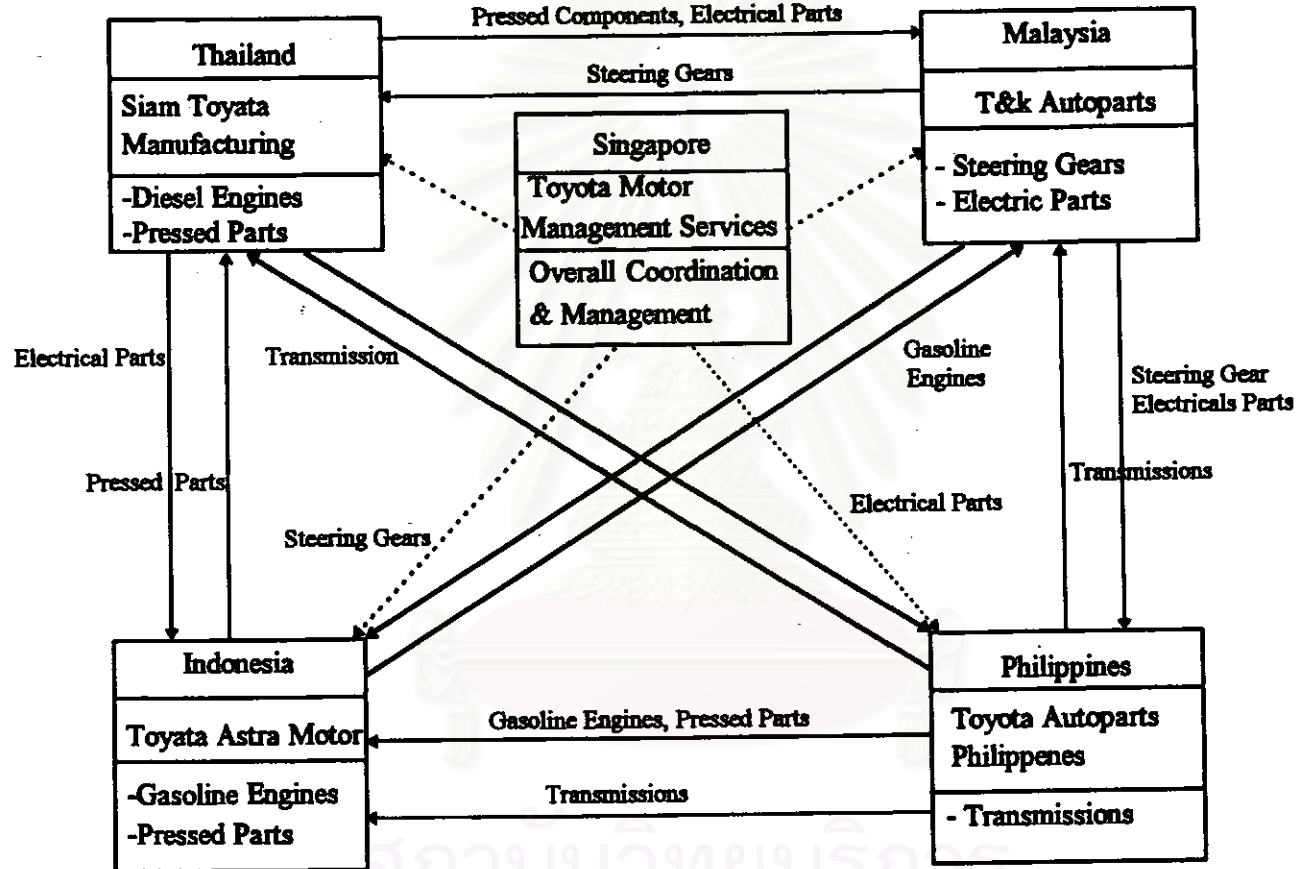 Pressed Components, Electrical Parts
Thailand
Siam Toyata
Manufacturing
-Diesel Engines
-Pressed Parts
Steering Gears
Malaysia
T&k Autoparts
- Steering Gears
- Electric Parts
Singapore
Toyota Motor
Management Services
Overall Coordination
& Management
Electrical Parts
Transmission
Gasoline
Engines
Steering Gear
Electricals Parts
Pressed Parts
Transmissions
Steering Gears
Electrical Parts
Indonesia
Toyata Astra Motor
-Gasoline Engines
-Pressed Parts
Gasoline Engines, Pressed Parts
Transmissions
Philippines
Toyota Autoparts
Philippenes
- Transmissions